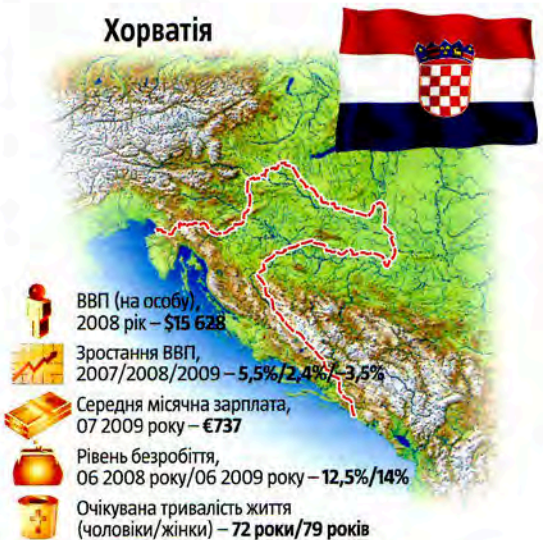 Хорватія
ВВП (на особу),
2008 рік – $15 628
Зростання ВВП,
2007/2008/2009 – 5,5%/2,4%/–3,5%
Середня місячна зарплата,
07 2009 року – €737
Рівень безробіття,
06 2008 року/06 2009 року – 12,5%/14%
Очікувана тривалість життя
(чоловіки/жінки) – 72 роки/79 років